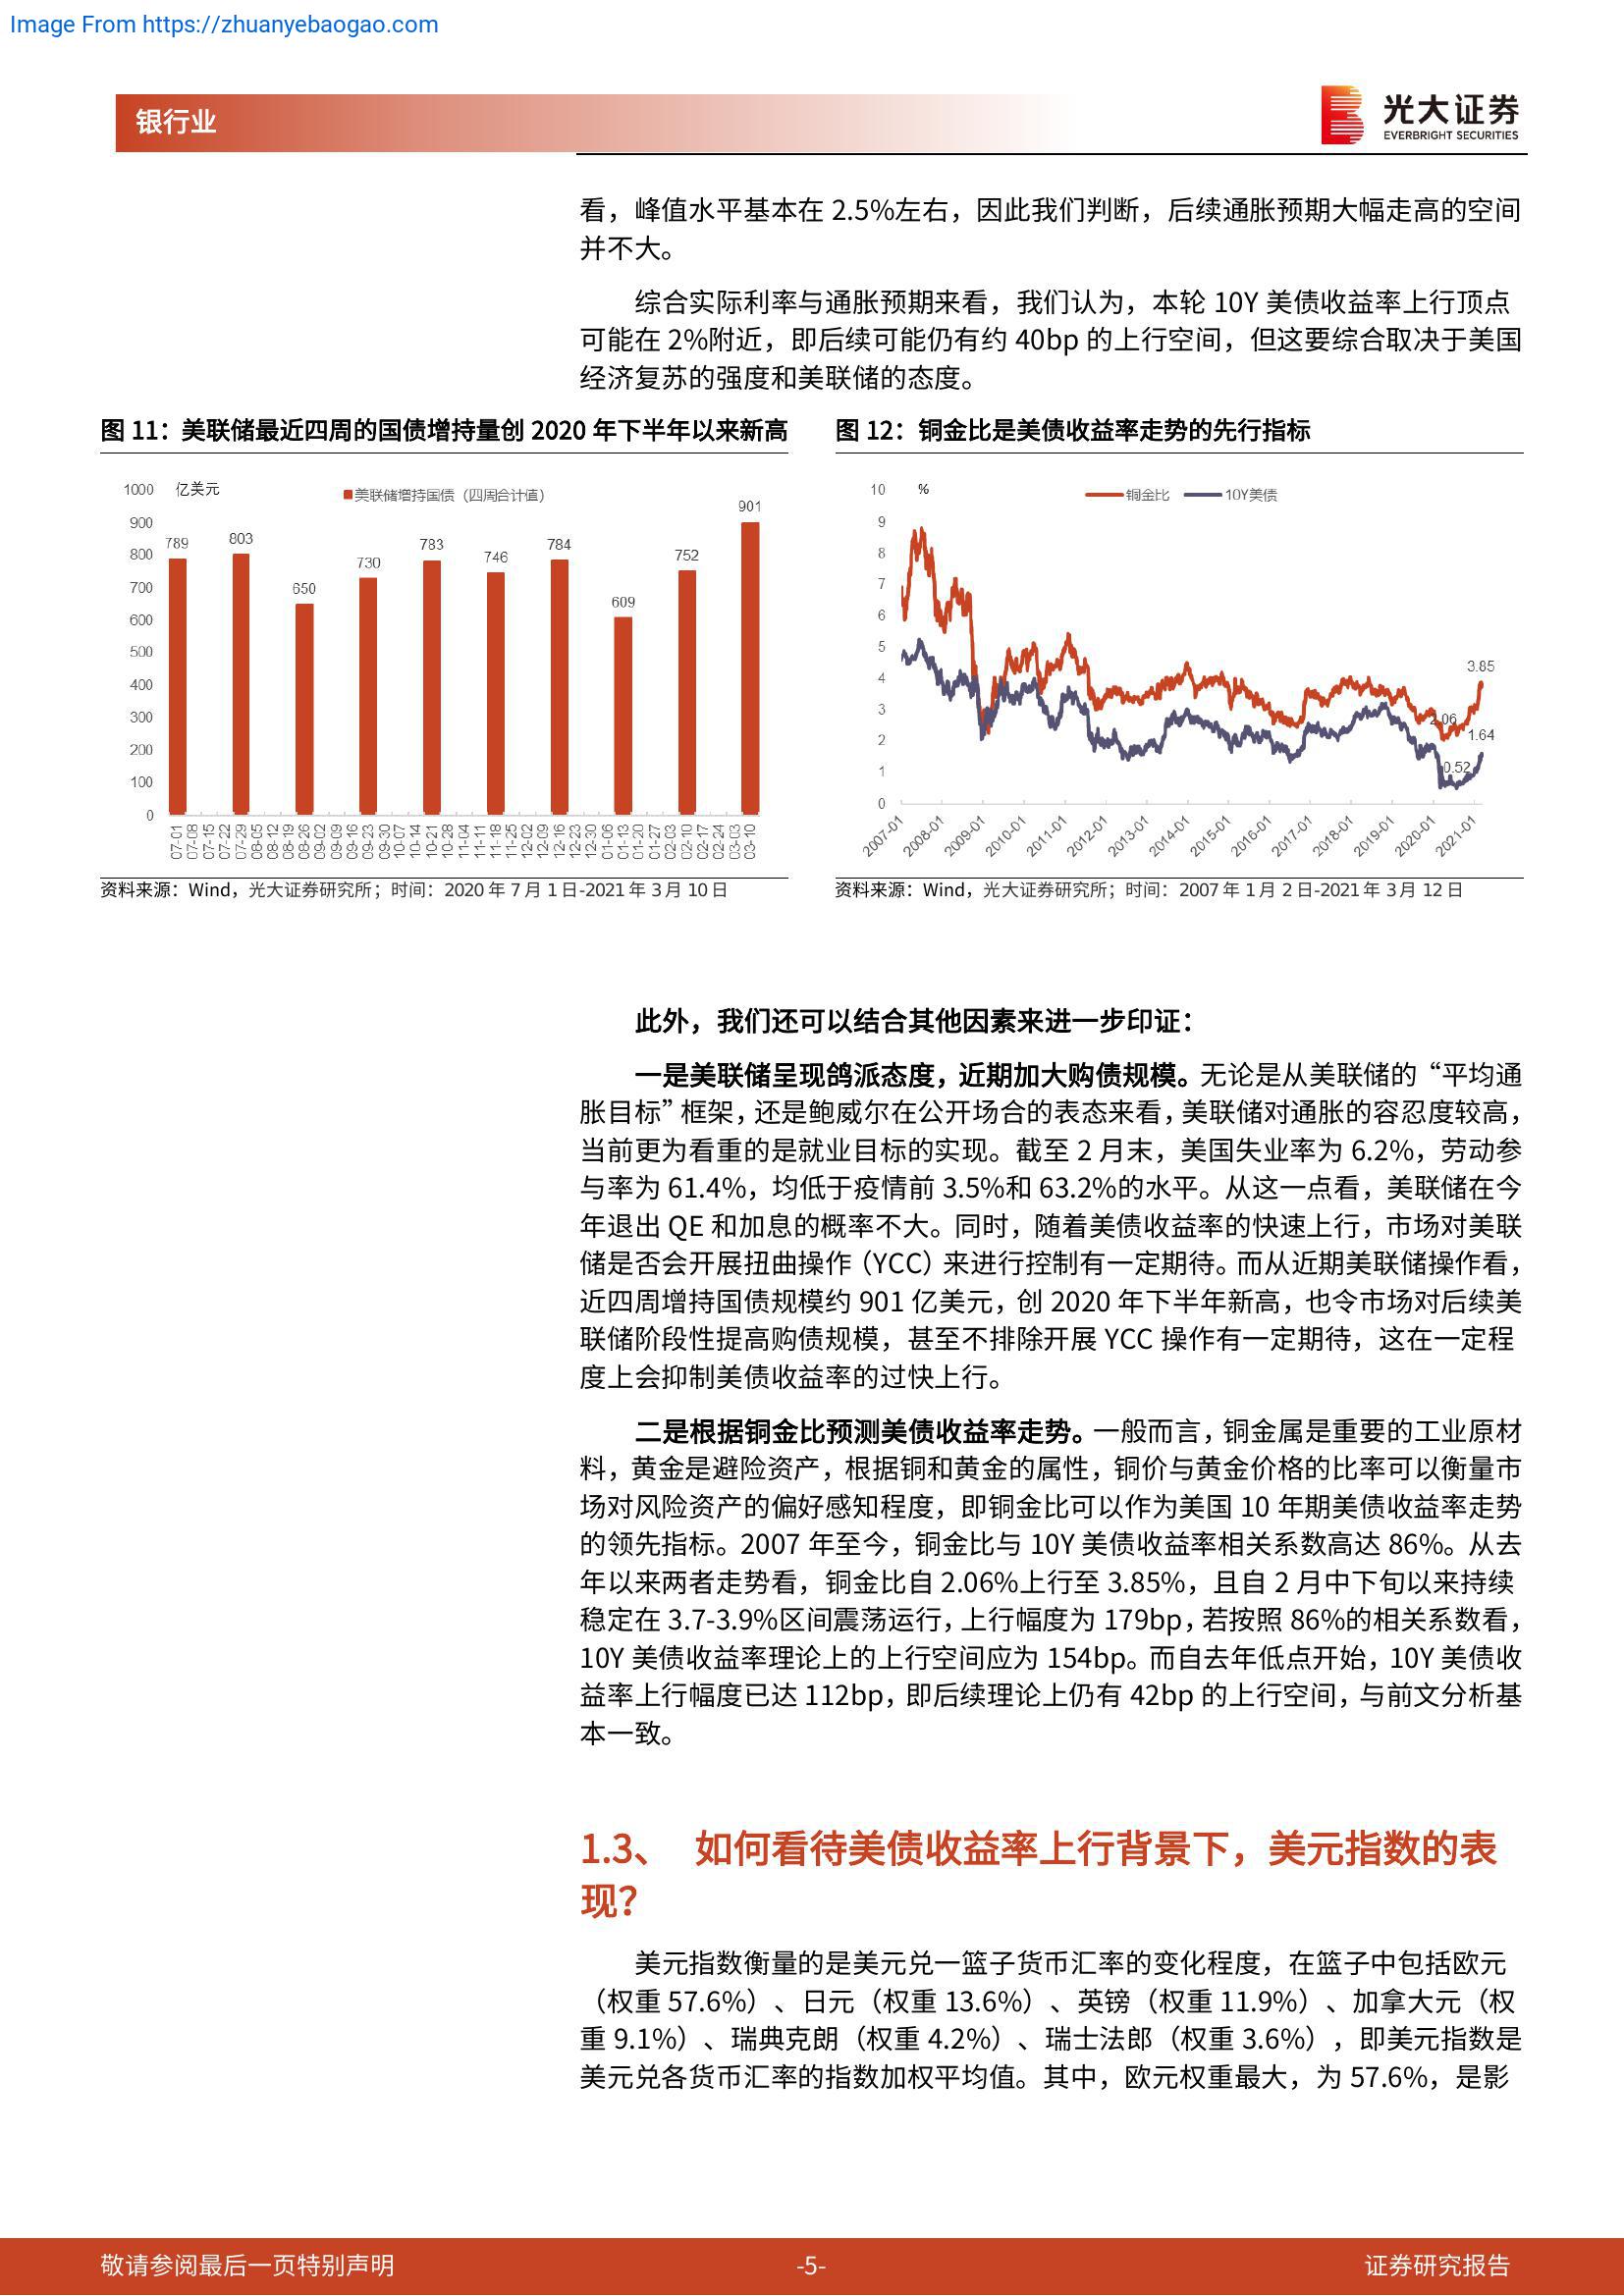 Image From https://zhuanyebaogao.com
银行业
光大证券
EVERBRIGHT SECURITIES
看，峰值水平基本在 2.5%左右，因此我们判断，后续通胀预期大幅走高的空间
并不大。
综合实际利率与通胀预期来看，我们认为，本轮 10Y 美债收益率上行顶点
可能在 2%附近，即后续可能仍有约 40bp 的上行空间，但这要综合取决于美国
经济复苏的强度和美联储的态度。
图 11：美联储最近四周的国债增持量创 2020 年下半年以来新高
1000 亿美元
美联储增持国债（四周合计值）
900
800
700
600
500
400
300
200
100
0
789 803 650 730 783 746 784 609 752 901
07-01 07-08 07-15 07-22 07-29 08-05 08-12 08-19 08-26 09-02 09-09 09-16 09-23 09-30 10-07 10-14 10-21 10-28 11-04 11-11 11-18 11-25 12-02 12-09 12-16 12-23 12-30 01-06 01-13 01-20 01-27 02-03 02-10 02-17 02-24 03-03 03-10
资料来源：Wind，光大证券研究所；时间：2020 年 7 月 1 日-2021 年 3 月 10 日
图 12：铜金比是美债收益率走势的先行指标
10 %
铜金比 10Y美债
9
8
7
6
5
4
3
2
1
0
3.85
2.06
1.64
0.52
2007-01 2008-01 2009-01 2010-01 2011-01 2012-01 2013-01 2014-01 2015-01 2016-01 2017-01 2018-01 2019-01 2020-01 2021-01
资料来源：Wind，光大证券研究所；时间：2007 年 1 月 2 日-2021 年 3 月 12 日
此外，我们还可以结合其他因素来进一步印证：
一是美联储呈现鸽派态度，近期加大购债规模。无论是从美联储的“平均通
胀目标”框架，还是鲍威尔在公开场合的表态来看，美联储对通胀的容忍度较高，
当前更为看重的是就业目标的实现。截至 2 月末，美国失业率为 6.2%，劳动参
与率为 61.4%，均低于疫情前 3.5%和 63.2%的水平。从这一点看，美联储在今
年退出 QE 和加息的概率不大。同时，随着美债收益率的快速上行，市场对美联
储是否会开展扭曲操作（YCC）来进行控制有一定期待。而从近期美联储操作看，
近四周增持国债规模约 901 亿美元，创 2020 年下半年新高，也令市场对后续美
联储阶段性提高购债规模，甚至不排除开展 YCC 操作有一定期待，这在一定程
度上会抑制美债收益率的过快上行。
二是根据铜金比预测美债收益率走势。一般而言，铜金属是重要的工业原材
料，黄金是避险资产，根据铜和黄金的属性，铜价与黄金价格的比率可以衡量市
场对风险资产的偏好感知程度，即铜金比可以作为美国 10 年期美债收益率走势
的领先指标。2007 年至今，铜金比与 10Y 美债收益率相关系数高达 86%。从去
年以来两者走势看，铜金比自 2.06%上行至 3.85%，且自 2 月中下旬以来持续
稳定在 3.7-3.9%区间震荡运行，上行幅度为 179bp，若按照 86%的相关系数看，
10Y 美债收益率理论上的上行空间应为 154bp。而自去年低点开始，10Y 美债收
益率上行幅度已达 112bp，即后续理论上仍有 42bp 的上行空间，与前文分析基
本一致。
1.3、 如何看待美债收益率上行背景下，美元指数的表
现？
美元指数衡量的是美元兑一篮子货币汇率的变化程度，在篮子中包括欧元
（权重 57.6%）、日元（权重 13.6%）、英镑（权重 11.9%）、加拿大元（权
重 9.1%）、瑞典克朗（权重 4.2%）、瑞士法郎（权重 3.6%），即美元指数是
美元兑各货币汇率的指数加权平均值。其中，欧元权重最大，为 57.6%，是影
敬请参阅最后一页特别声明
-5-
证券研究报告